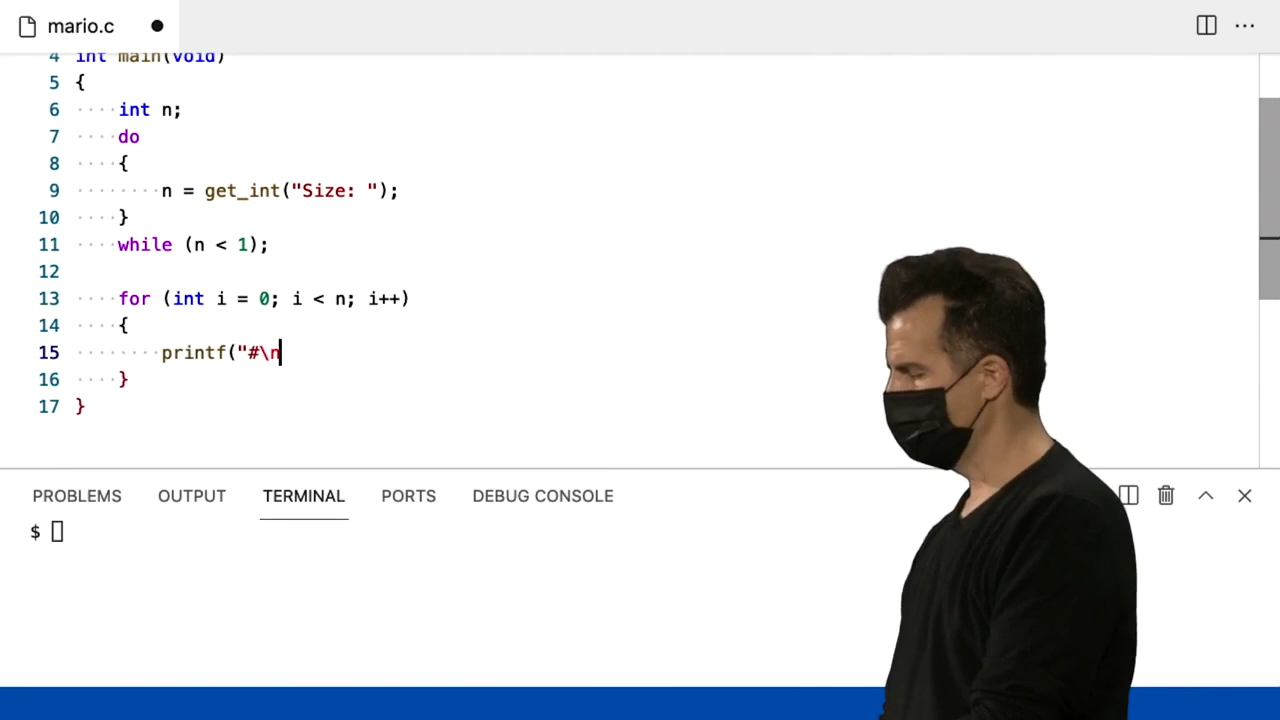 mario.c
4 int main(void)
5 {
6 int n;
7 do
8 {
9 n = get_int("Size: ");
10 }
11 while (n < 1);
12
13 for (int i = 0; i < n; i++)
14 {
15 printf("#\n
16 }
17 }
PROBLEMS OUTPUT TERMINAL PORTS DEBUG CONSOLE
$